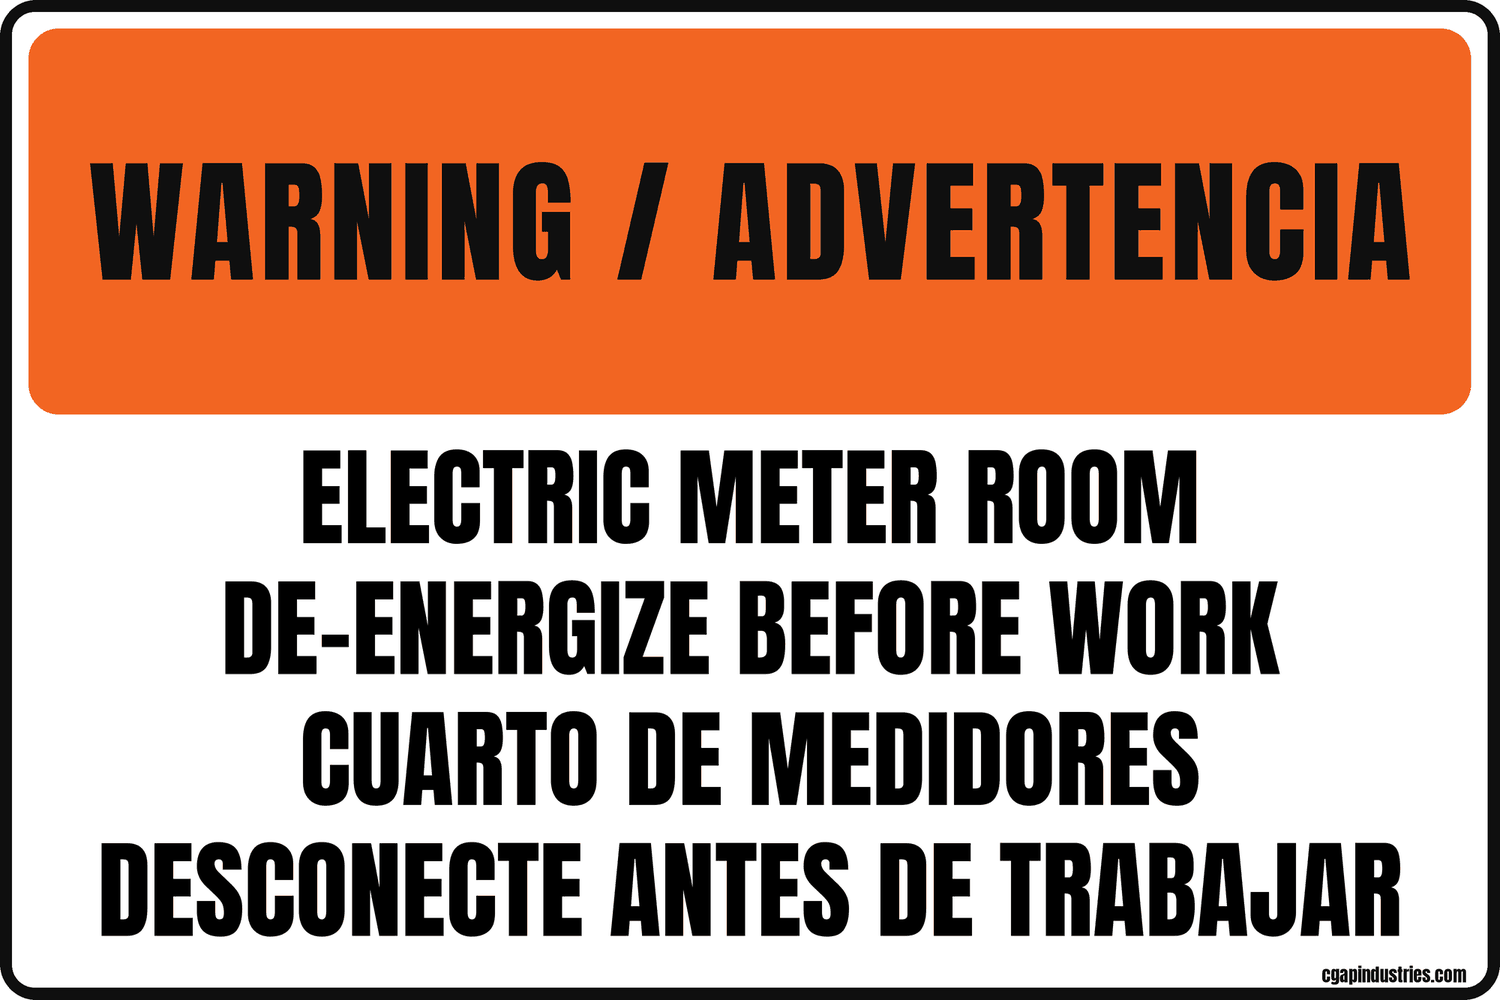 WARNING / ADVERTENCIA
ELECTRIC METER ROOM
DE-ENERGIZE BEFORE WORK
CUARTO DE MEDIDORES
DESCONECTE ANTES DE TRABAJAR
cgapindustries.com